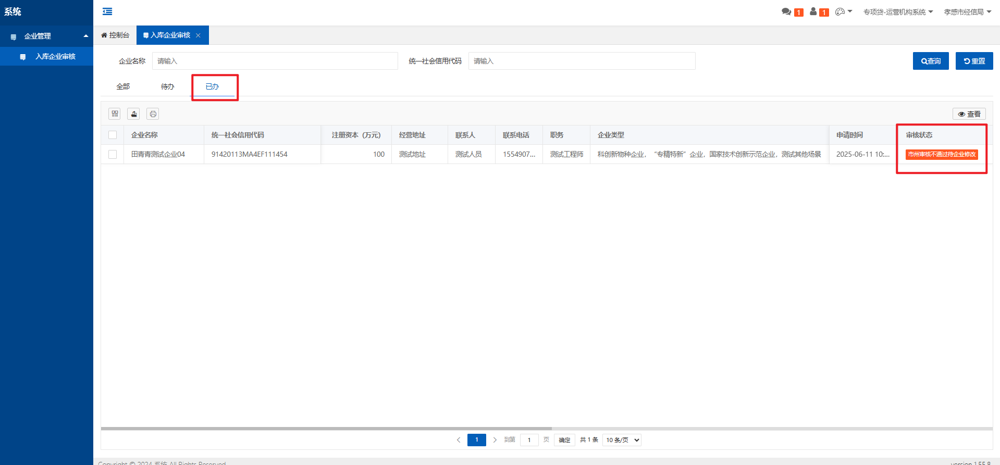 系统
1
1
专项贷-运营机构系统
孝感市经信局
企业管理
入库企业审核
控制台
入库企业审核
企业名称
请输入
统一社会信用代码
请输入
查询
重置
全部
待办
已办
查看
企业名称
统一社会信用代码
注册资本（万元）
经营地址
联系人
联系电话
职务
企业类型
申请时间
审核状态
田青青测试企业04
91420113MA4EF111454
100
测试地址
测试人员
1554907...
测试工程师
科创新物种企业，“专精特新”企业，国家技术创新示范企业，测试其他场景
2025-06-11 10:...
市州审核不通过待企业修改
1
到第
1
页
确定
共 1 条
10 条/页
Copyright © 2024 系统 All Rights Reserved
version 1.55.8